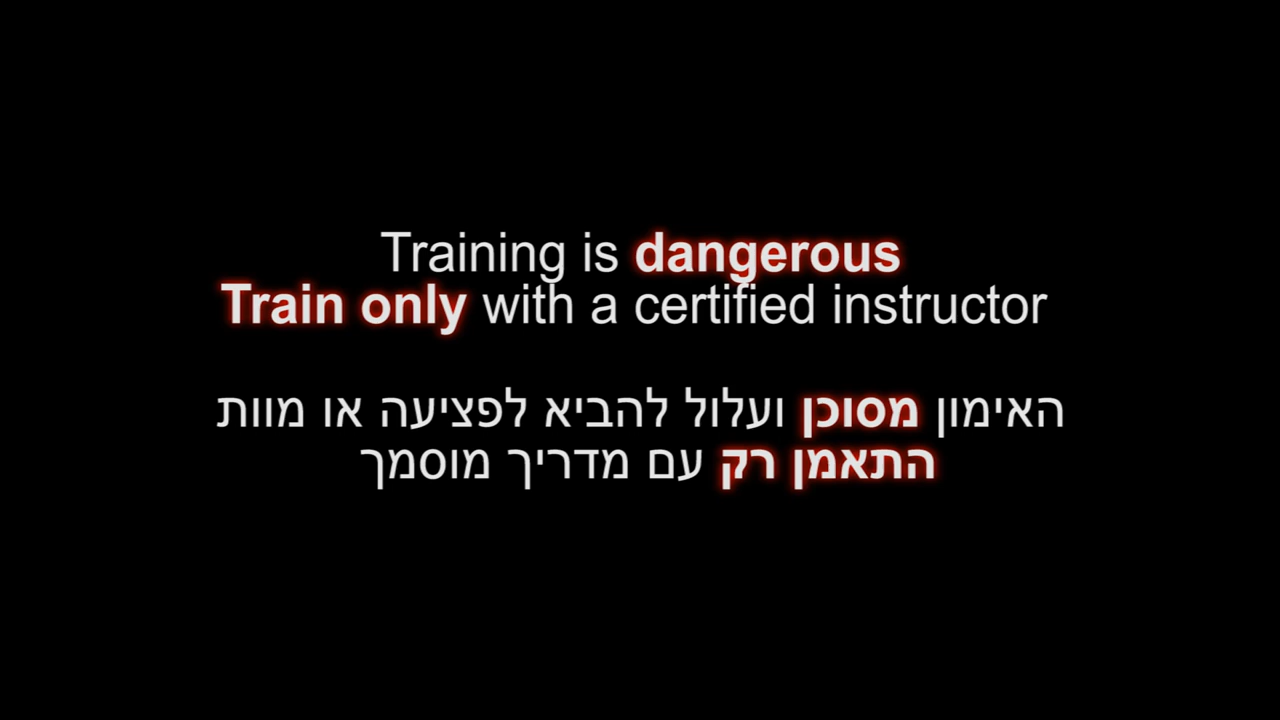 Training is dangerous
Train only with a certified instructor
האימון מסוכן ועלול להביא לפציעה או מוות
התאמן רק עם מדריך מוסמך